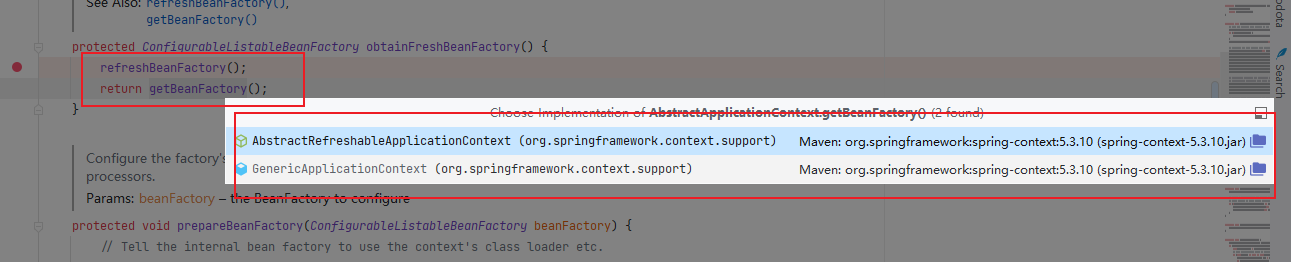 See Also: refreshBeanFactory(),
getBeanFactory()
protected ConfigurableListableBeanFactory obtainFreshBeanFactory() {
refreshBeanFactory();
return getBeanFactory();
}
Choose Implementation of AbstractApplicationContext.getBeanFactory() (2 found)
AbstractRefreshableApplicationContext (org.springframework.context.support) Maven: org.springframework:spring-context:5.3.10 (spring-context-5.3.10.jar)
GenericApplicationContext (org.springframework.context.support) Maven: org.springframework:spring-context:5.3.10 (spring-context-5.3.10.jar)
Configure the factory's
processors.
Params: beanFactory – the BeanFactory to configure
protected void prepareBeanFactory(ConfigurableListableBeanFactory beanFactory) {
// Tell the internal bean factory to use the context's class loader etc.
odota
Search